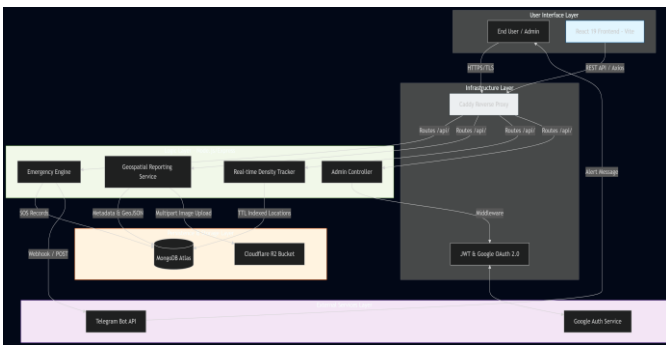 User Interface Layer
End User / Admin
React 19 Frontend - Vite
HTTPS/TLS
REST API / Axios
Infrastructure Layer
Caddy Reverse Proxy
Routes /api/
Routes /api/
Routes /api/
Routes /api/
Emergency Engine
Geospatial Reporting
Service
Real-time Density Tracker
Admin Controller
Alert Message
SOS Records
Metadata & GeoJSON
Multipart Image Upload
TTL Indexed Locations
Middleware
Webhook / POST
MongoDB Atlas
Cloudflare R2 Bucket
JWT & Google OAuth 2.0
Telegram Bot API
Google Auth Service